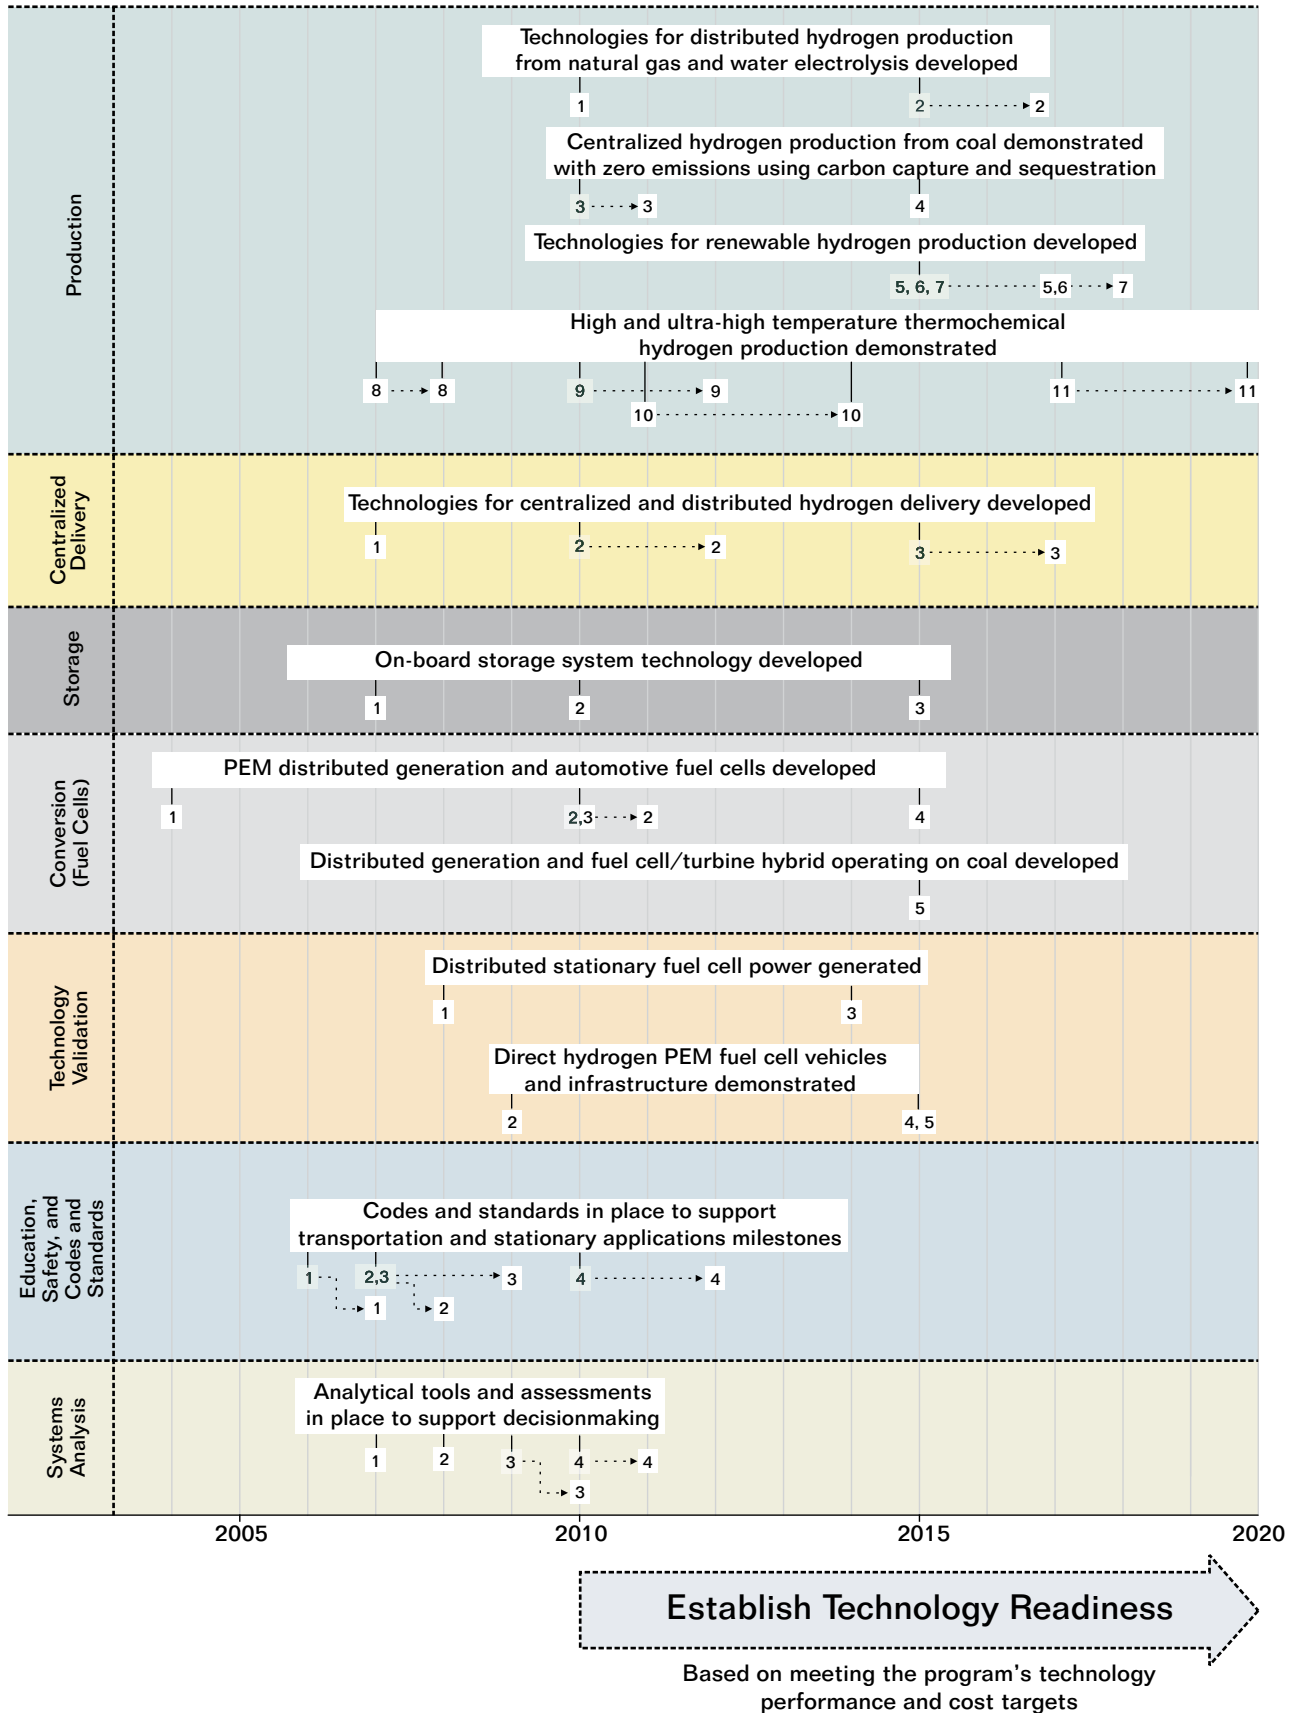 Production
Technologies for distributed hydrogen production
from natural gas and water electrolysis developed
1 2 2
Centralized hydrogen production from coal demonstrated
with zero emissions using carbon capture and sequestration
3 3 4
Technologies for renewable hydrogen production developed
5, 6, 7 5,6 7
High and ultra-high temperature thermochemical
hydrogen production demonstrated
8 8 9 9 11 11
10 10
Centralized
Delivery
Technologies for centralized and distributed hydrogen delivery developed
1 2 2 3 3
Storage
On-board storage system technology developed
1 2 3
Conversion
(Fuel Cells)
PEM distributed generation and automotive fuel cells developed
1 2,3 2 4
Distributed generation and fuel cell/turbine hybrid operating on coal developed
5
Technology
Validation
Distributed stationary fuel cell power generated
1 3
Direct hydrogen PEM fuel cell vehicles
and infrastructure demonstrated
2 4, 5
Education,
Safety, and
Codes and
Standards
Codes and standards in place to support
transportation and stationary applications milestones
1 2,3 3 4 4
1 2
Systems
Analysis
Analytical tools and assessments
in place to support decisionmaking
1 2 3 4 4
3
2005 2010 2015 2020
Establish Technology Readiness
Based on meeting the program's technology
performance and cost targets